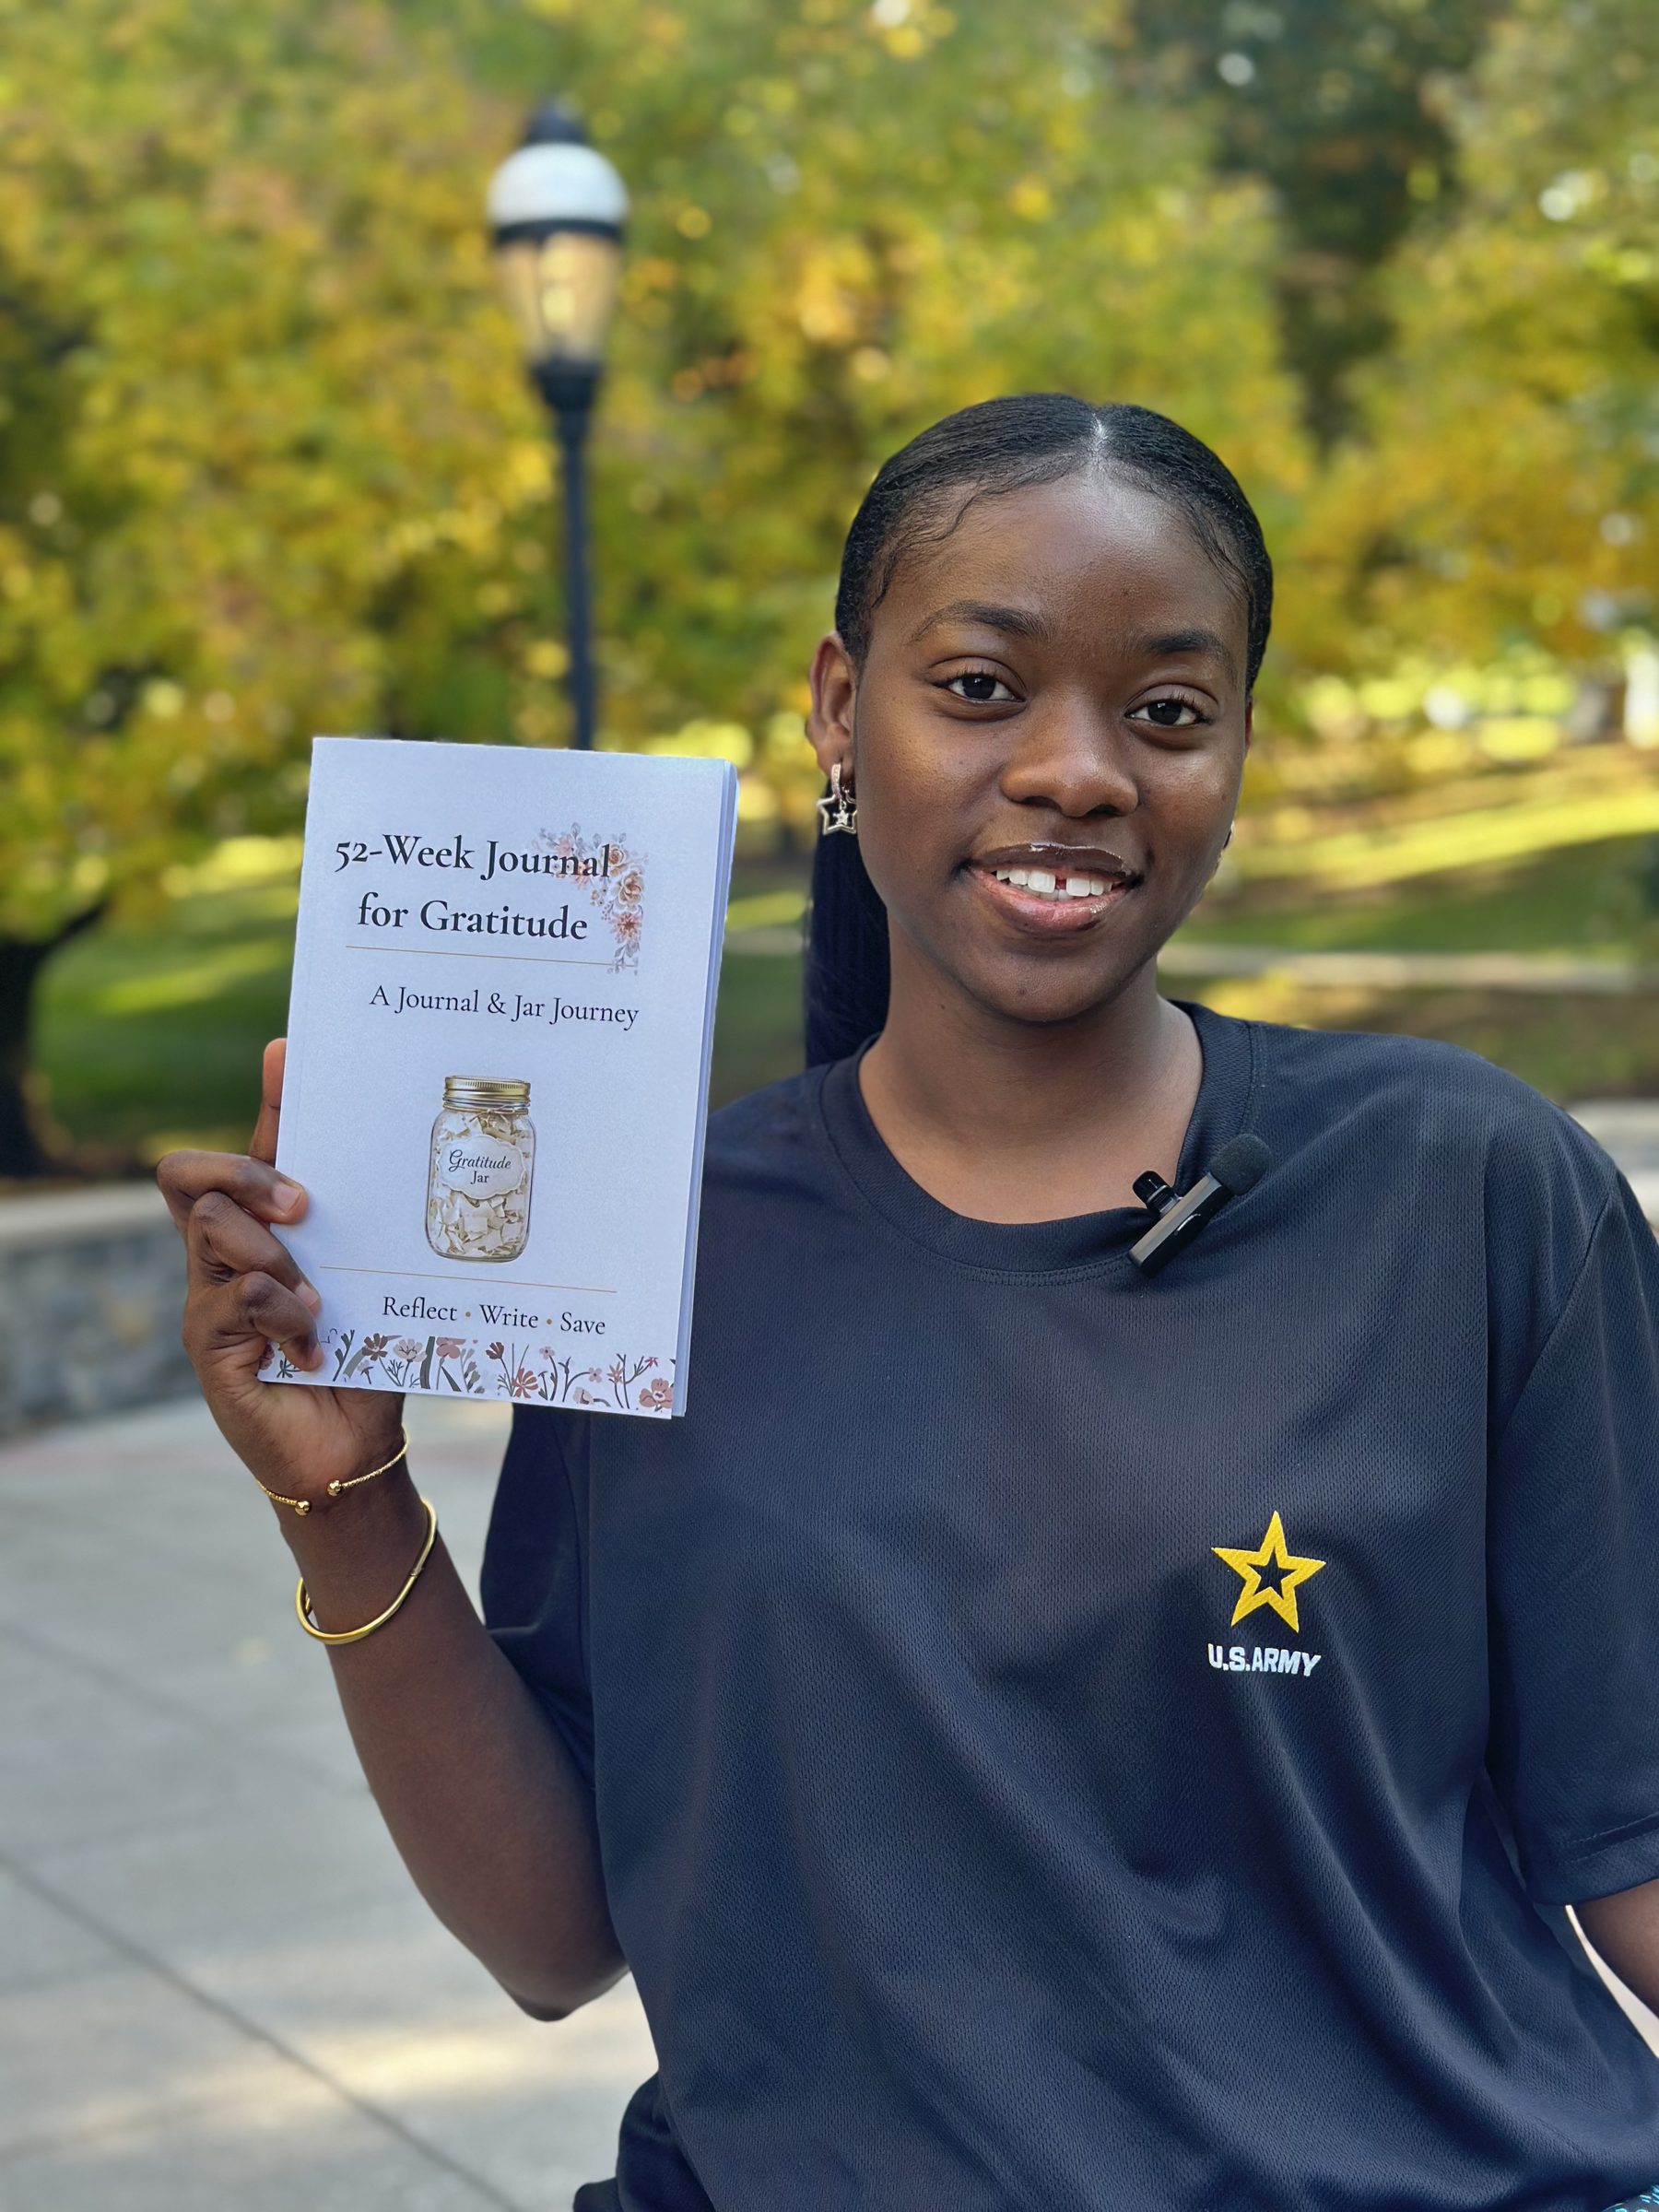 52-Week Journal
for Gratitude
A Journal & Jar Journey
Gratitude
Jar
Reflect • Write • Save
U.S.ARMY